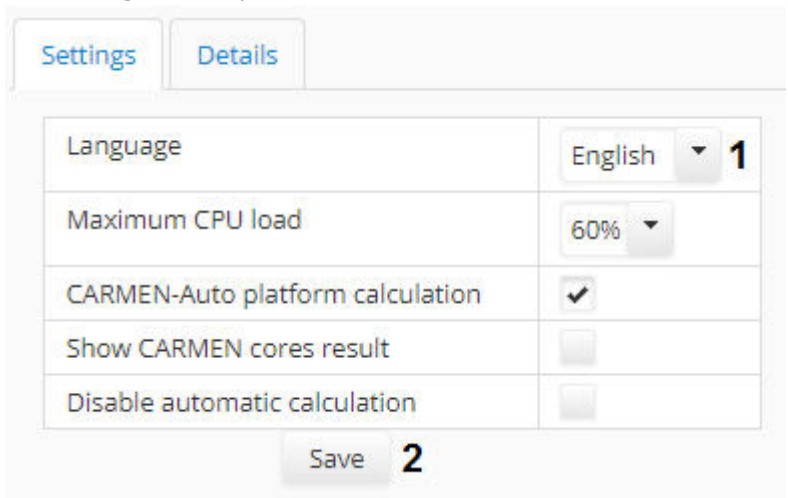 Settings Details
Language English 1
Maximum CPU load 60%
CARMEN-Auto platform calculation
Show CARMEN cores result
Disable automatic calculation
Save 2